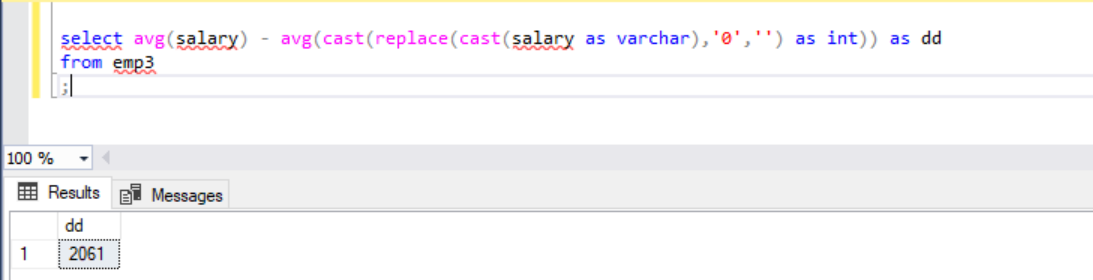 select avg(salary) - avg(cast(replace(cast(salary as varchar),'0','') as int)) as dd
from emp3
;
100 %
Results Messages
dd
1 2061